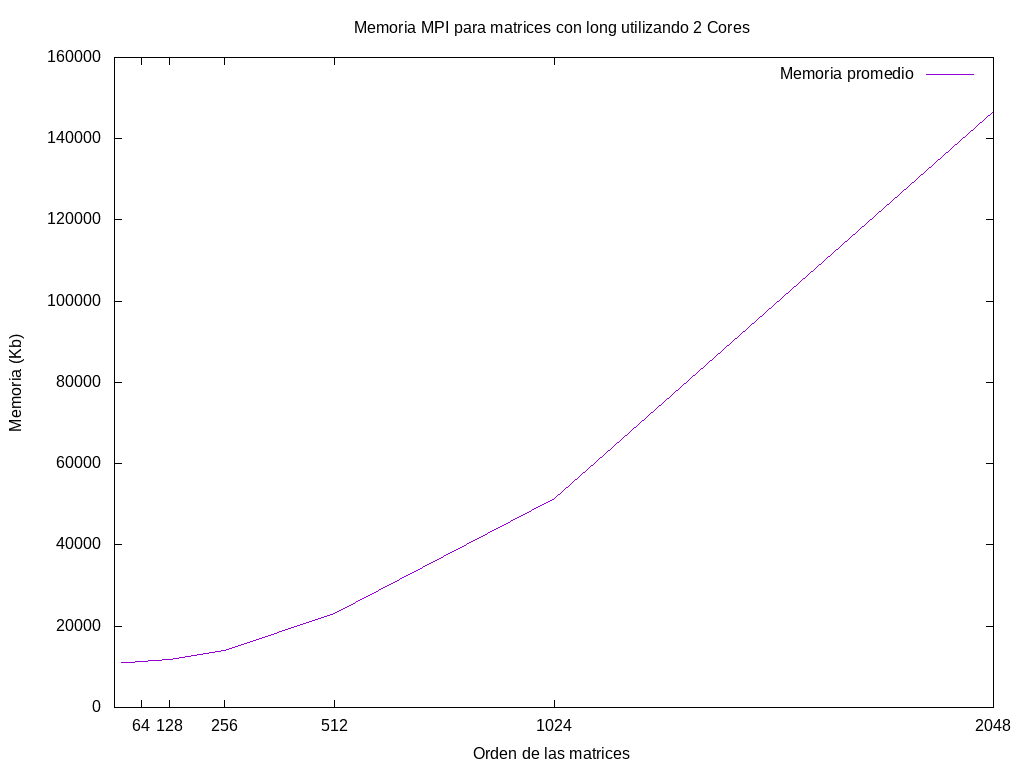 Memoria MPI para matrices con long utilizando 2 Cores
160000
Memoria promedio
140000
120000
100000
80000
60000
40000
20000
0
Memoria (Kb)
64 128 256 512 1024 2048
Orden de las matrices